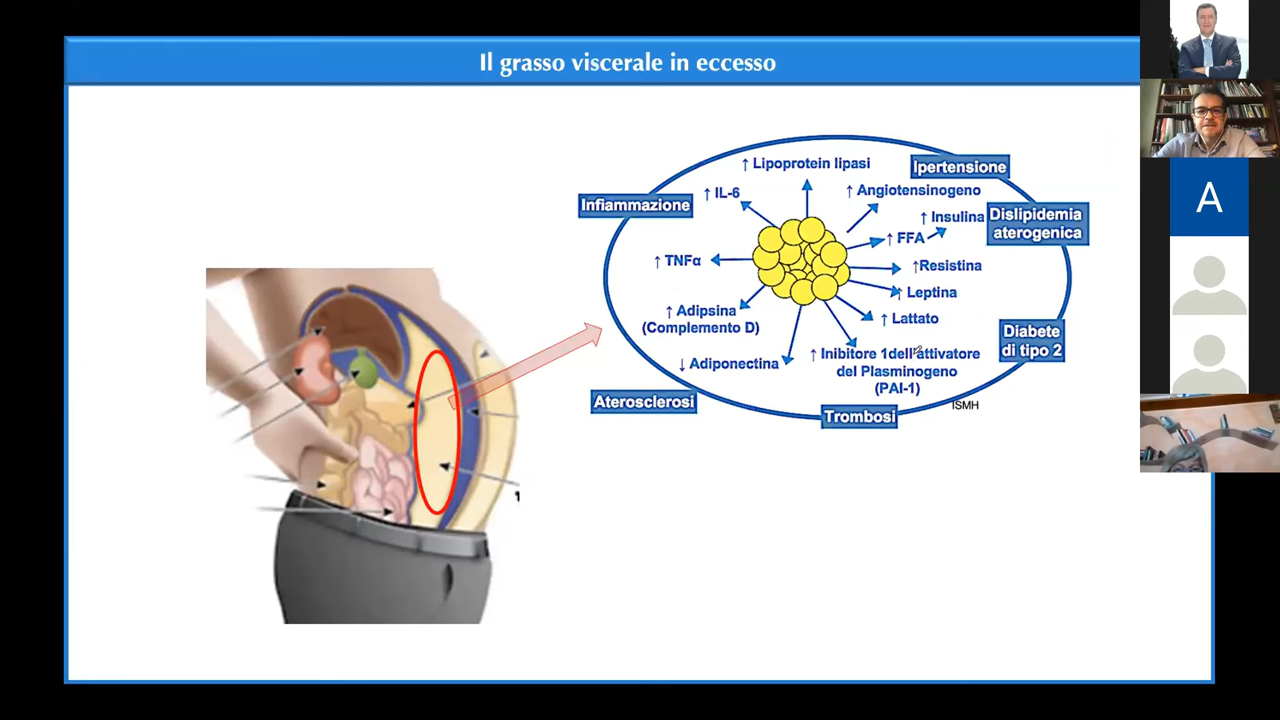 Il grasso viscerale in eccesso
↑ Lipoprotein lipasi
Ipertensione
↑ IL-6
↑ Angiotensinogeno
Infiammazione
↑ Insulina
Dislipidemia
aterogenica
↑ FFA
↑ TNFα
↑Resistina
↑ Leptina
↑ Adipsina
(Complemento D)
↑ Lattato
Diabete
di tipo 2
↓ Adiponectina
↑ Inibitore 1dell'attivatore
del Plasminogeno
(PAI-1)
Aterosclerosi
Trombosi
ISMH
A